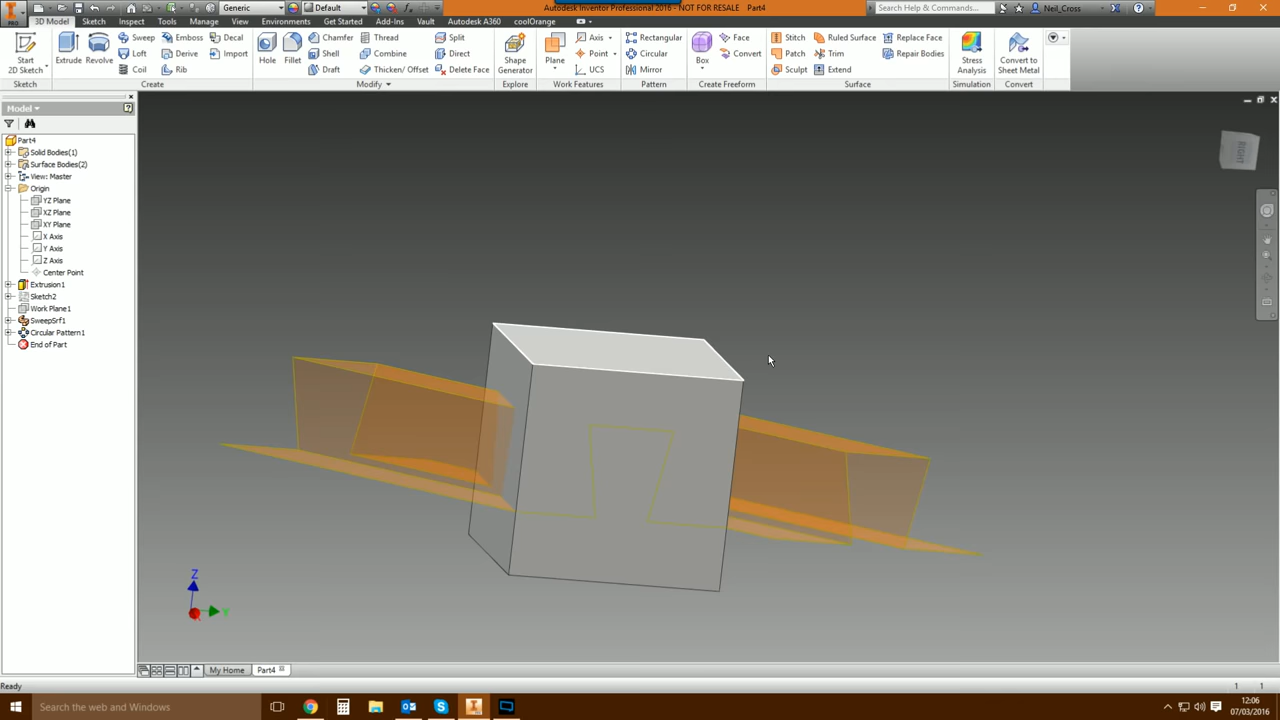 PRO
Generic
Default
Autodesk Inventor Professional 2016 - NOT FOR RESALE Part4
Search Help & Commands...
Neil_Cross
3D Model Sketch Inspect Tools Manage View Environments Get Started Add-Ins Vault Autodesk A360 coolOrange
Start
2D Sketch
Sketch
Extrude Revolve
Sweep Emboss Decal
Loft Derive Import
Coil Rib
Create
Hole Fillet
Chamfer Thread Split
Shell Combine Direct
Draft Thicken/ Offset Delete Face
Modify
Shape
Generator
Explore
Plane
Axis
Point
UCS
Work Features
Rectangular
Circular
Mirror
Pattern
Box
Face
Convert
Create Freeform
Stitch Ruled Surface Replace Face
Patch Trim Repair Bodies
Sculpt Extend
Surface
Stress
Analysis
Simulation
Convert to
Sheet Metal
Convert
Model
Part4
Solid Bodies(1)
Surface Bodies(2)
View: Master
Origin
YZ Plane
XZ Plane
XY Plane
X Axis
Y Axis
Z Axis
Center Point
Extrusion1
Sketch2
Work Plane1
SweepSrf1
Circular Pattern1
End of Part
RIGHT
Z
Y
X
My Home Part4
Ready
1 1
Search the web and Windows
12:06
07/03/2016